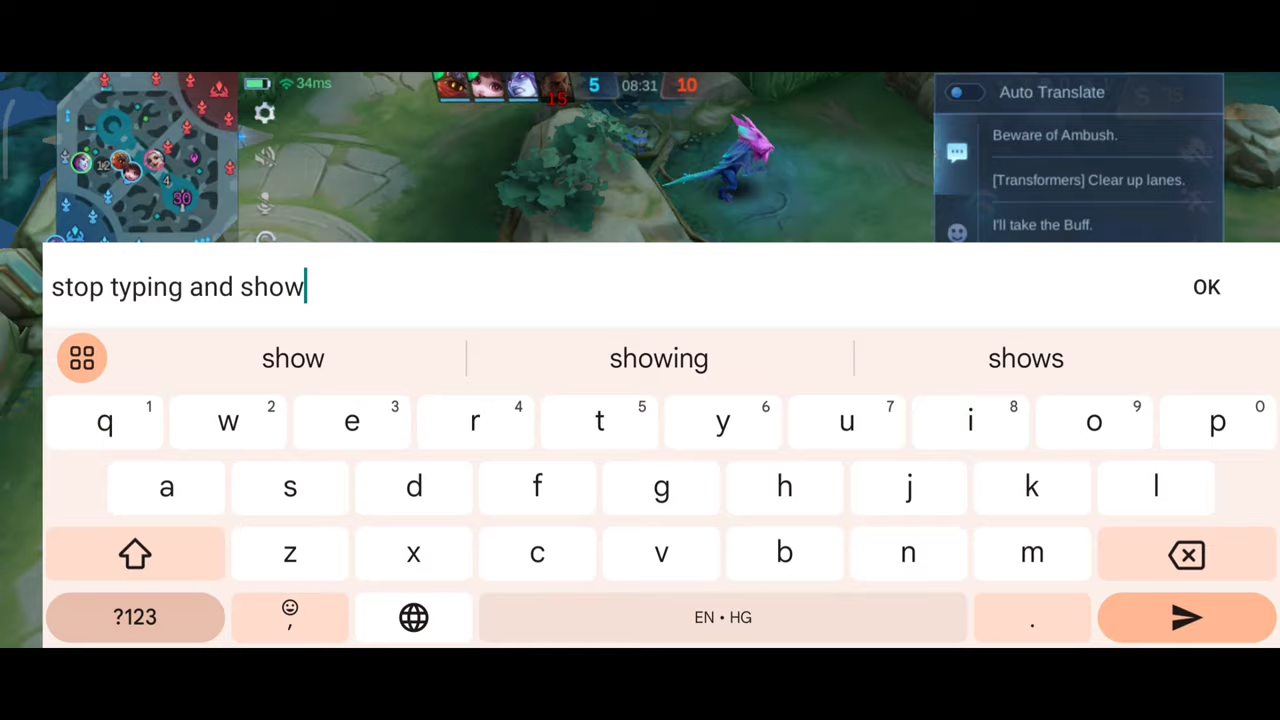 34ms
15
5 08:31 10
12
4
30
Auto Translate
Beware of Ambush.
[Transformers] Clear up lanes.
I'll take the Buff.
stop typing and show
OK
show showing shows
q 1 w 2 e 3 r 4 t 5 y 6 u 7 i 8 o 9 p 0
a s d f g h j k l
z x c v b n m
?123 , EN • HG .